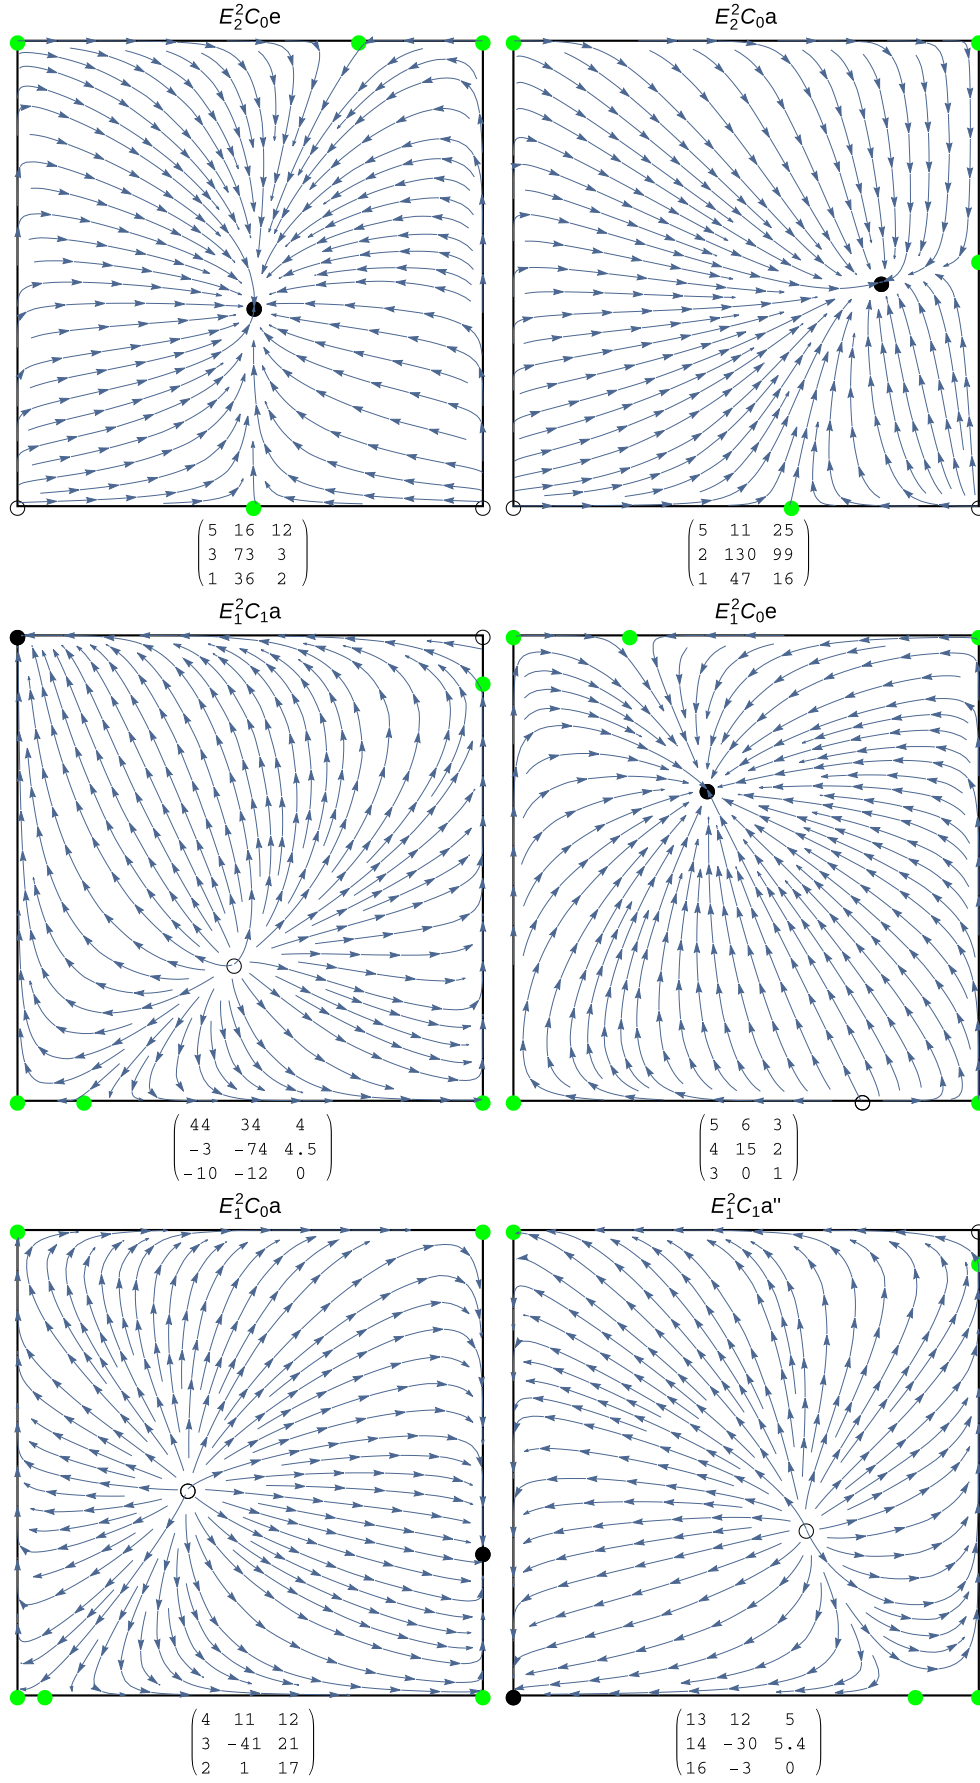 E₂²C₀e
E₂²C₀a
5 16 12
3 73 3
1 36 2
5 11 25
2 130 99
1 47 16
E₁²C₁a
E₁²C₀e
44 34 4
-3 -74 4.5
-10 -12 0
5 6 3
4 15 2
3 0 1
E₁²C₀a
E₁²C₁a"
4 11 12
3 -41 21
2 1 17
13 12 5
14 -30 5.4
16 -3 0